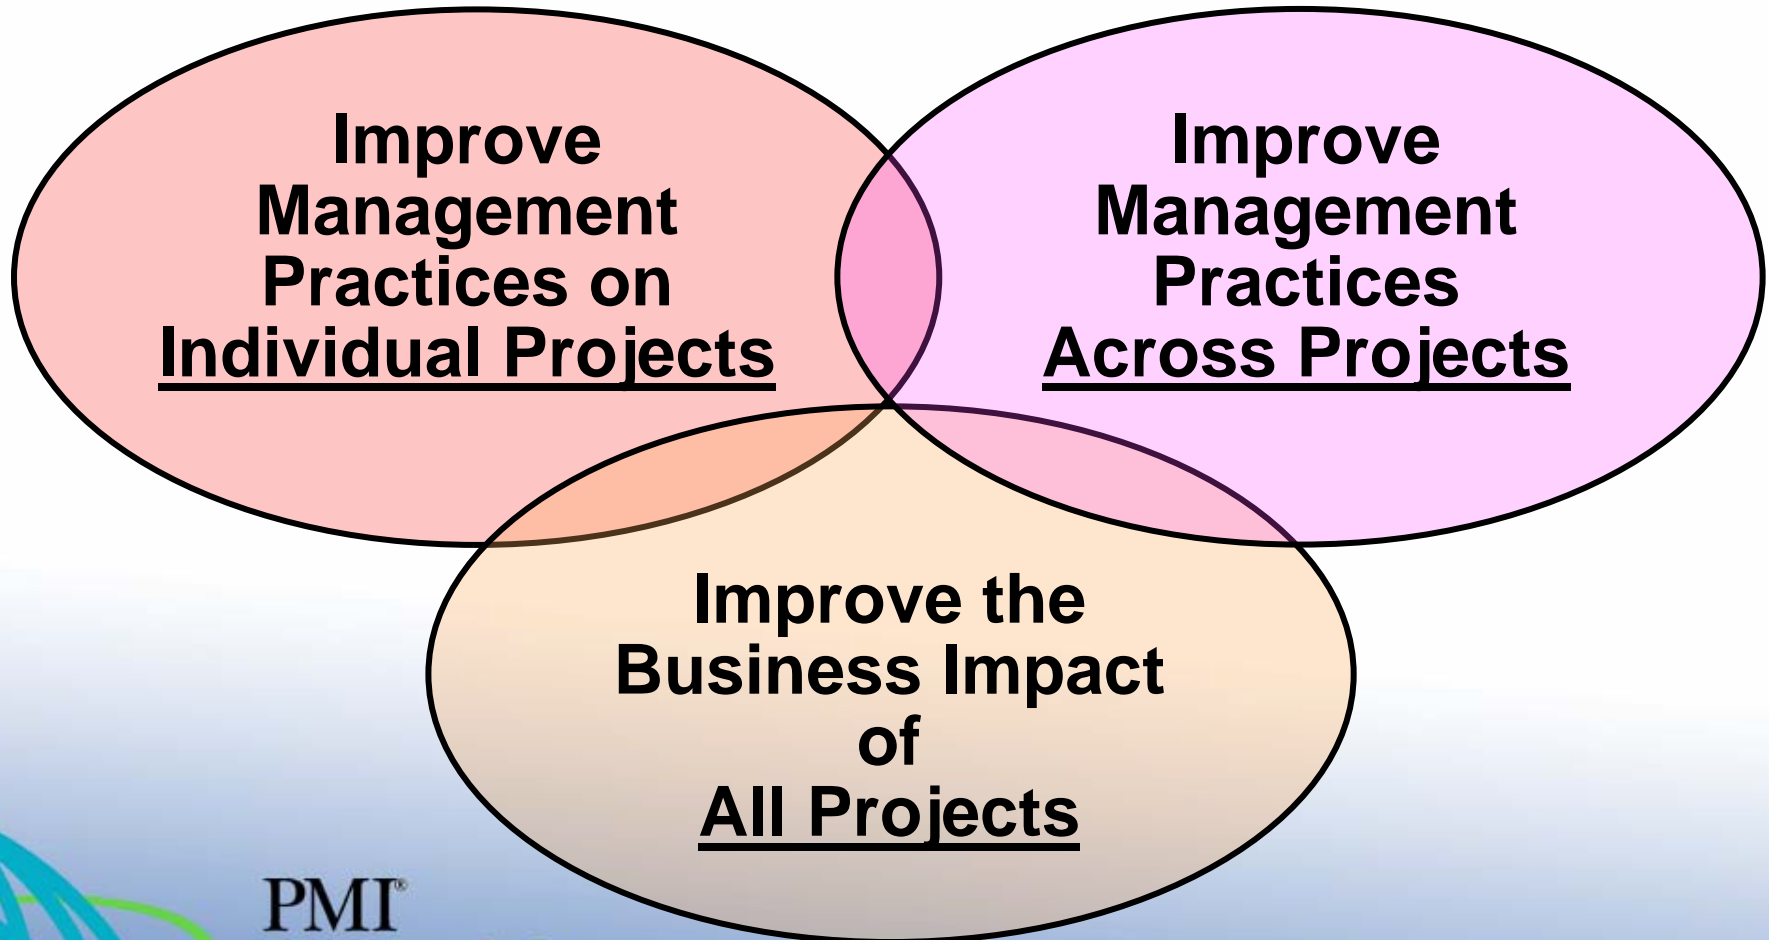 Improve
Management
Practices on
Individual Projects
Improve
Management
Practices
Across Projects
Improve the
Business Impact
of
All Projects
PMI®